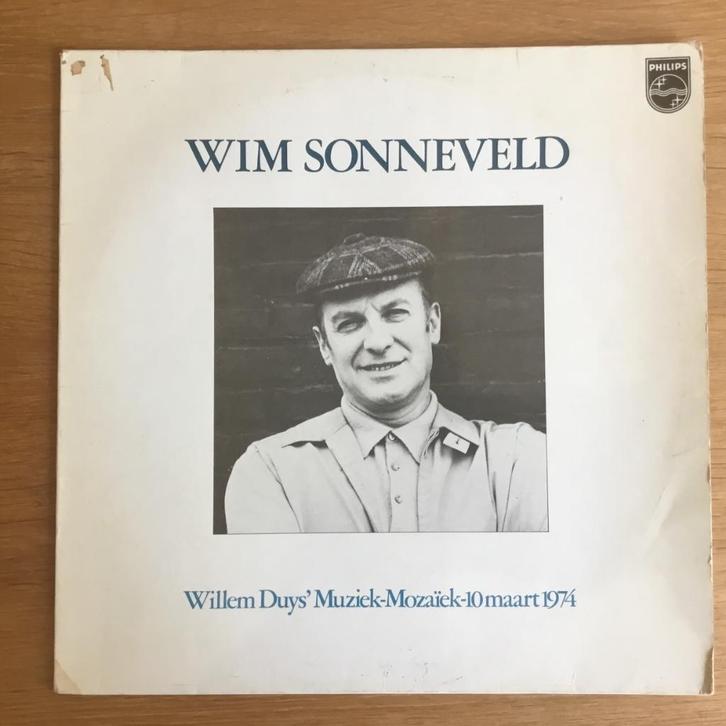 PHILIPS
WIM SONNEVELD
Willem Duys' Muziek-Mozaïek-10 maart 1974